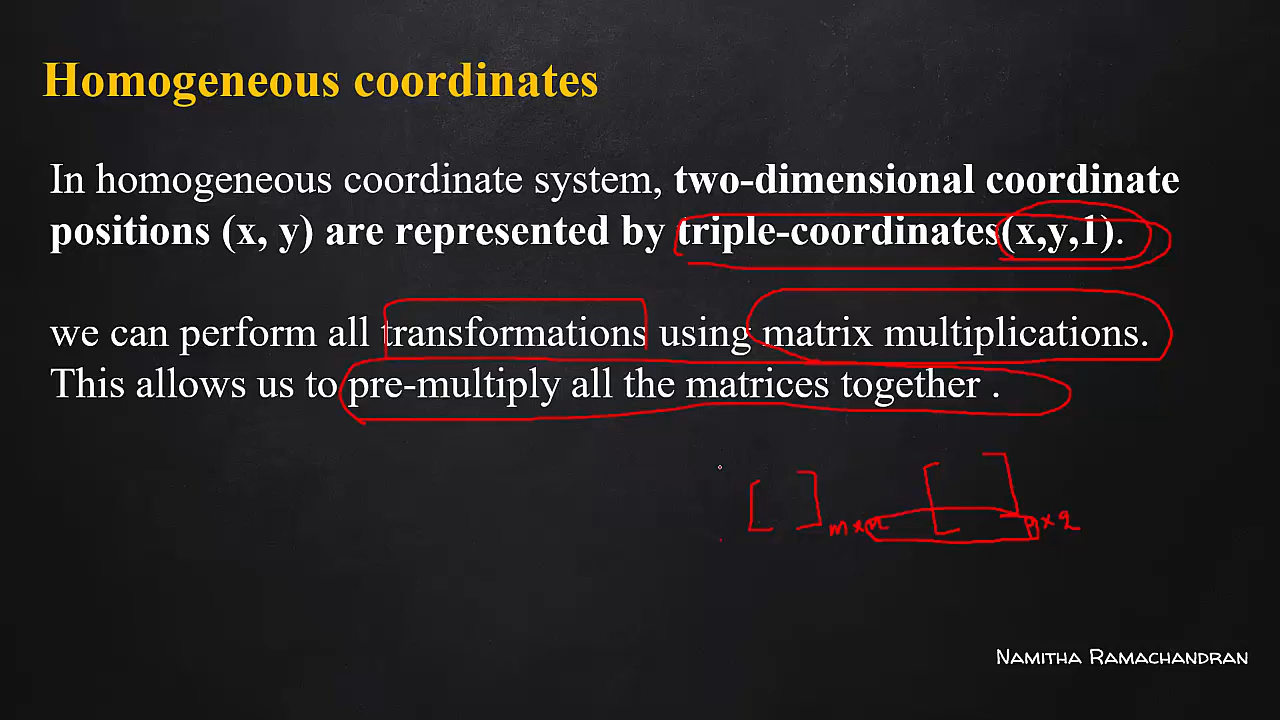 Homogeneous coordinates
In homogeneous coordinate system, two-dimensional coordinate
positions (x, y) are represented by triple-coordinates(x,y,1).
we can perform all transformations using matrix multiplications.
This allows us to pre-multiply all the matrices together .
[ ] m×n [ ] p×q
Namitha Ramachandran